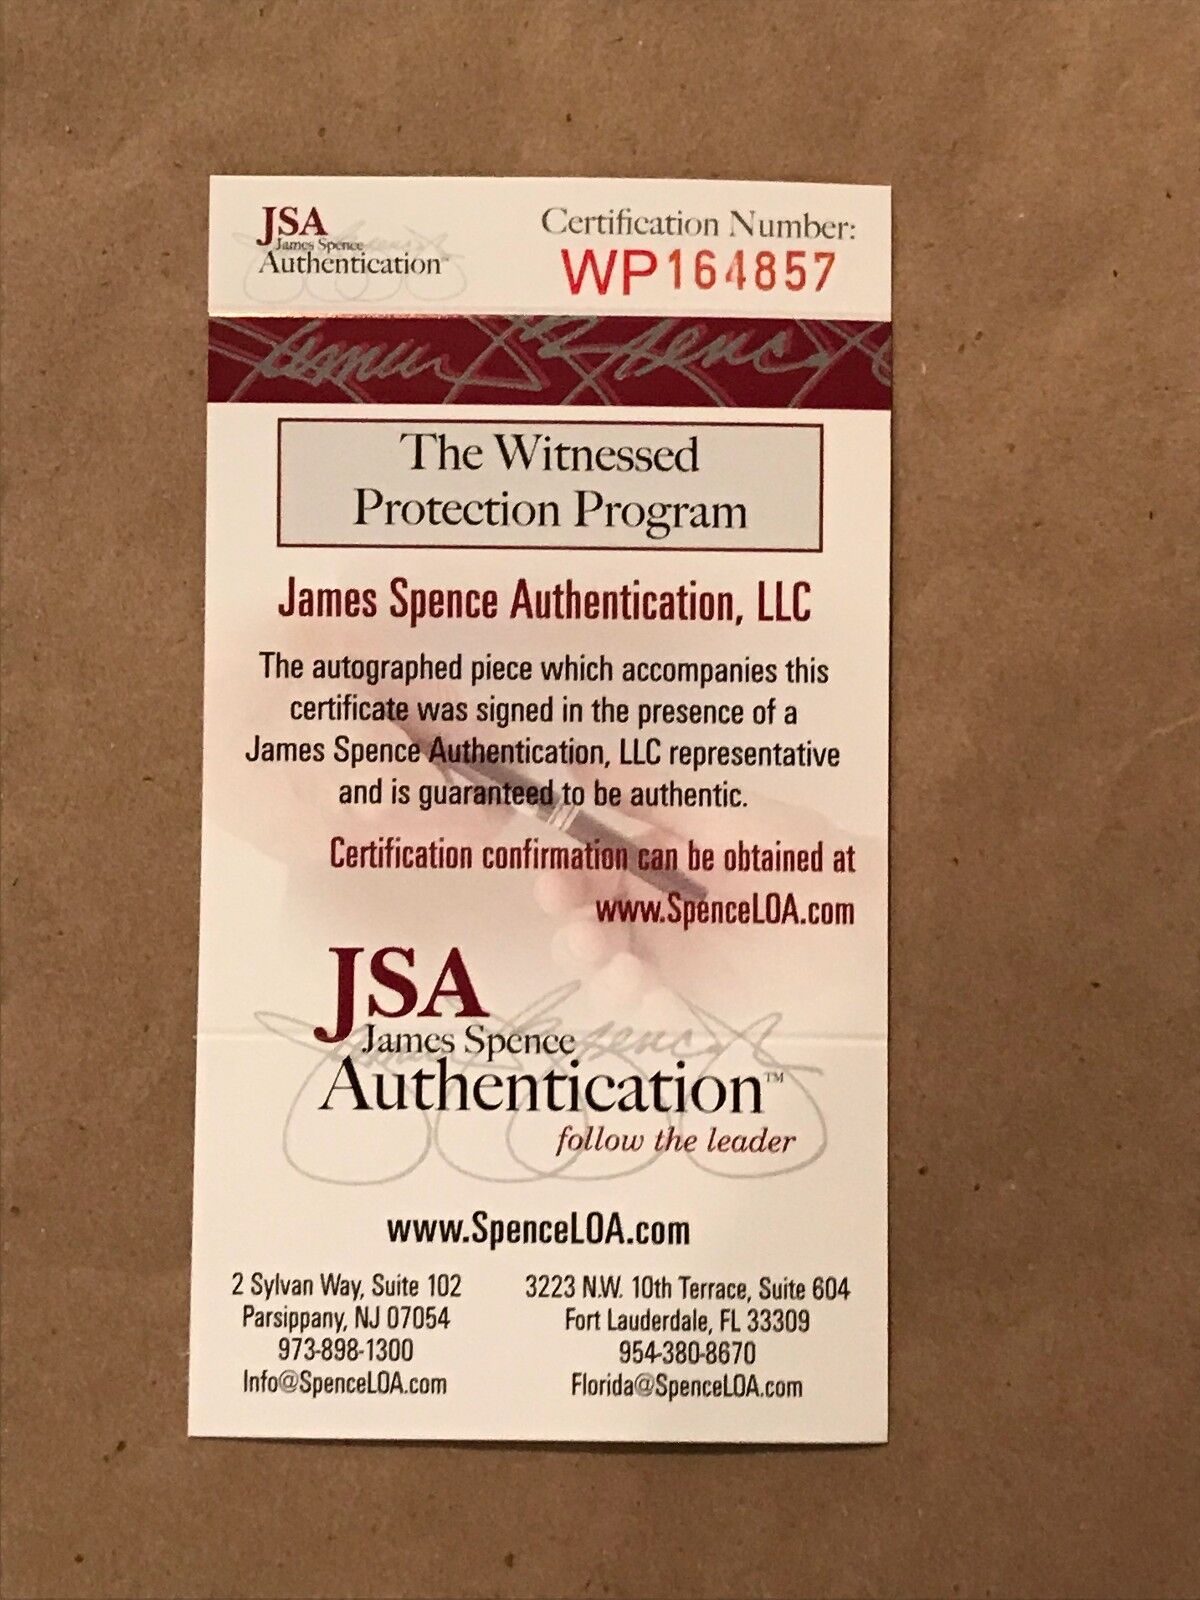 JSA
James Spence
Authentication™
Certification Number:
WP164857
James Spence
The Witnessed
Protection Program
James Spence Authentication, LLC
The autographed piece which accompanies this
certificate was signed in the presence of a
James Spence Authentication, LLC representative
and is guaranteed to be authentic.
Certification confirmation can be obtained at
www.SpenceLOA.com
JSA
James Spence
Authentication™
follow the leader
www.SpenceLOA.com
2 Sylvan Way, Suite 102
Parsippany, NJ 07054
973-898-1300
Info@SpenceLOA.com
3223 N.W. 10th Terrace, Suite 604
Fort Lauderdale, FL 33309
954-380-8670
Florida@SpenceLOA.com